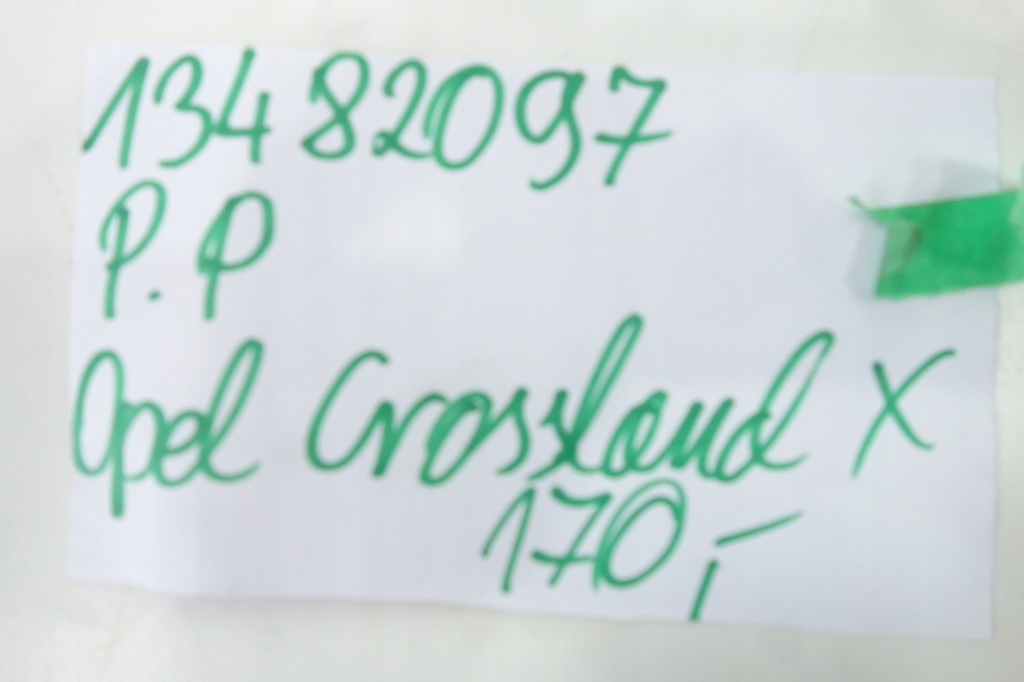 13482097
P.P
Opel Crossland X
170,-